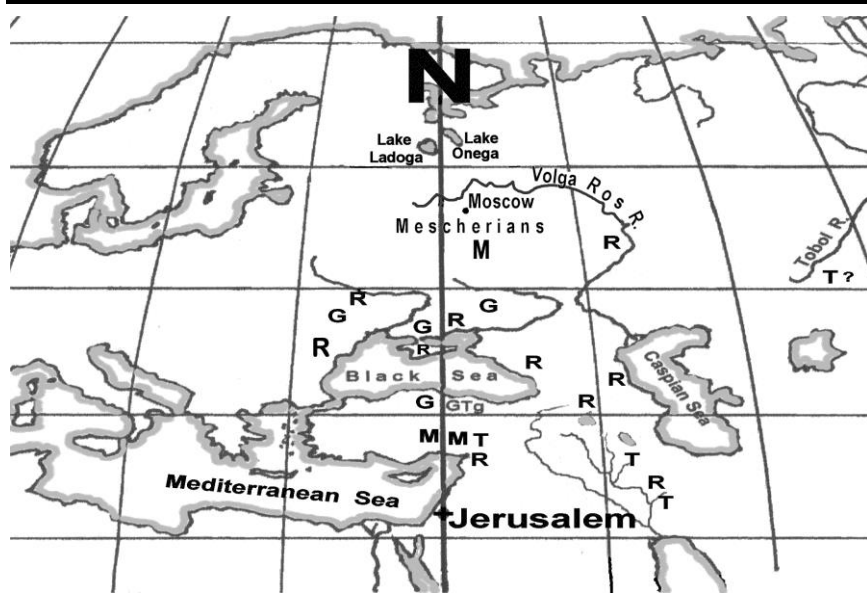 N
Lake
Ladoga
Lake
Onega
Volga Ros R.
Moscow
Mescherians
M
R
Tobol R.
T?
R
G
G
G
R
R
R
Black Sea
R
R
Caspian Sea
G
GTg
R
M M T
R
T
R
T
Mediterranean Sea
Jerusalem